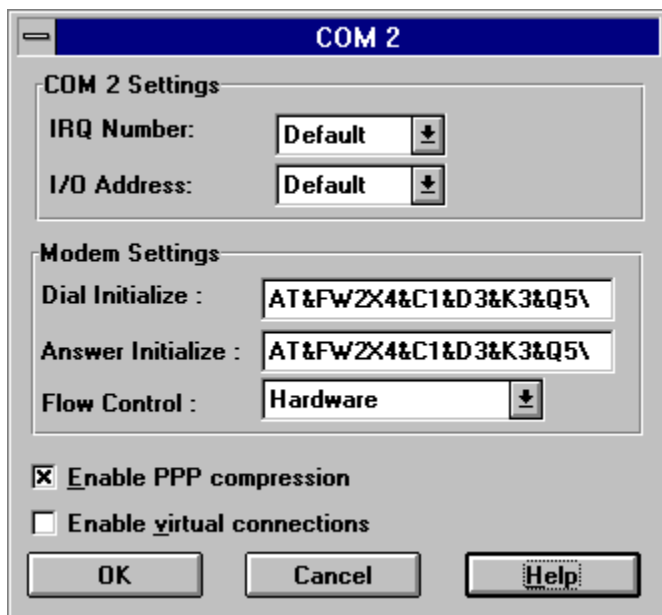 COM 2
COM 2 Settings
IRQ Number: Default
I/O Address: Default
Modem Settings
Dial Initialize : AT&FW2X4&C1&D3&K3&Q5\
Answer Initialize : AT&FW2X4&C1&D3&K3&Q5\
Flow Control : Hardware
Enable PPP compression
Enable virtual connections
OK Cancel Help